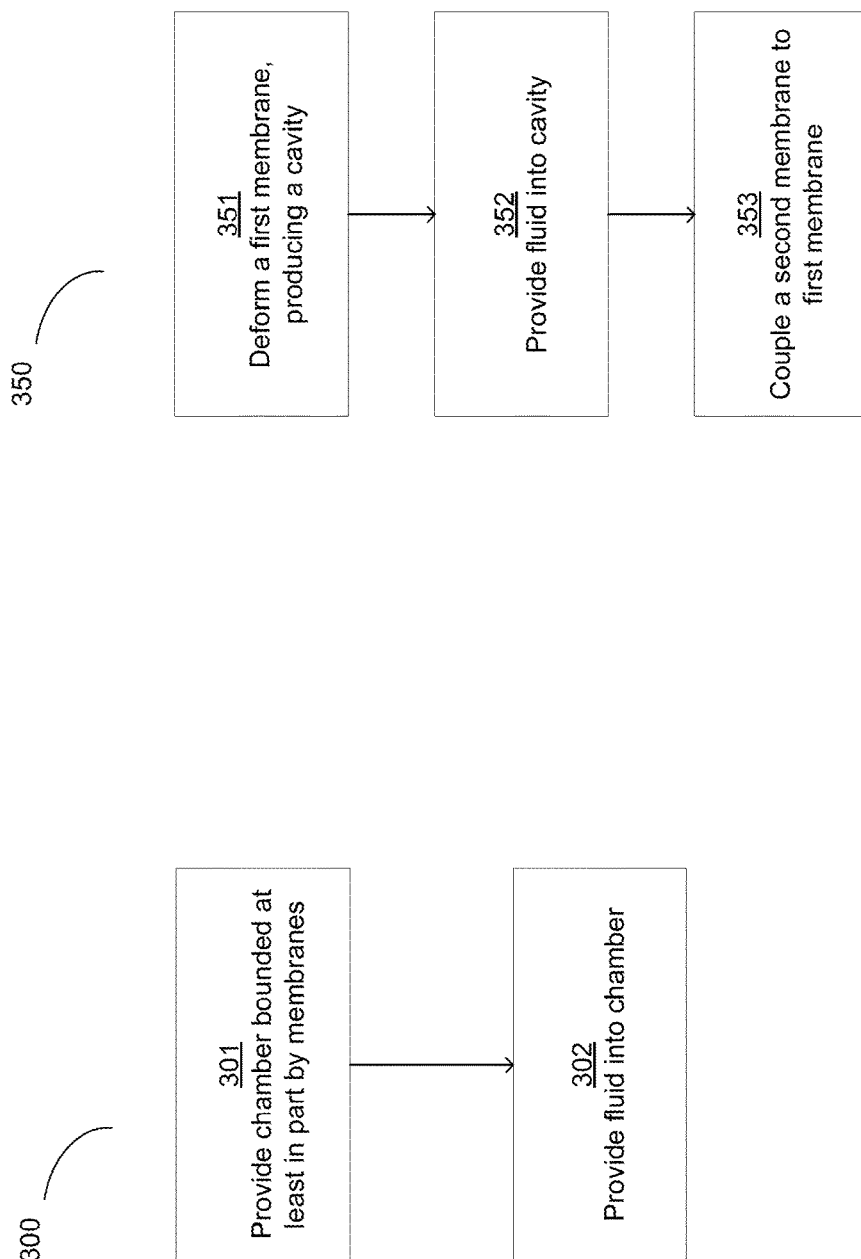 300
301
Provide chamber bounded at
least in part by membranes
302
Provide fluid into chamber
350
351
Deform a first membrane,
producing a cavity
352
Provide fluid into cavity
353
Couple a second membrane to
first membrane